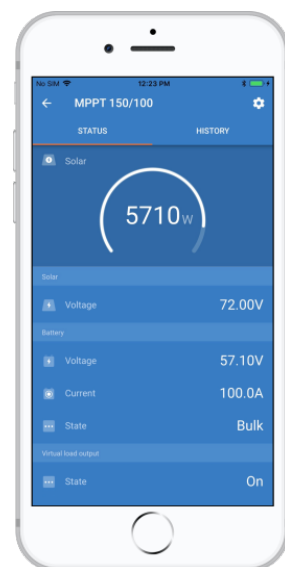 No SIM 12:23 PM
MPPT 150/100
STATUS HISTORY
Solar
5710W
Solar
Voltage 72.00V
Battery
Voltage 57.10V
Current 100.0A
State Bulk
Virtual load output
State On